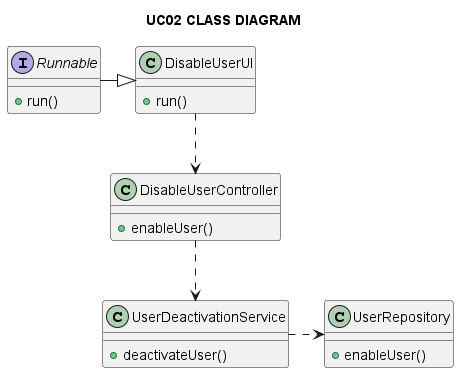 UC02 CLASS DIAGRAM
I Runnable
+ run()
C DisableUserUI
+ run()
C DisableUserController
+ enableUser()
C UserDeactivationService
+ deactivateUser()
C UserRepository
+ enableUser()